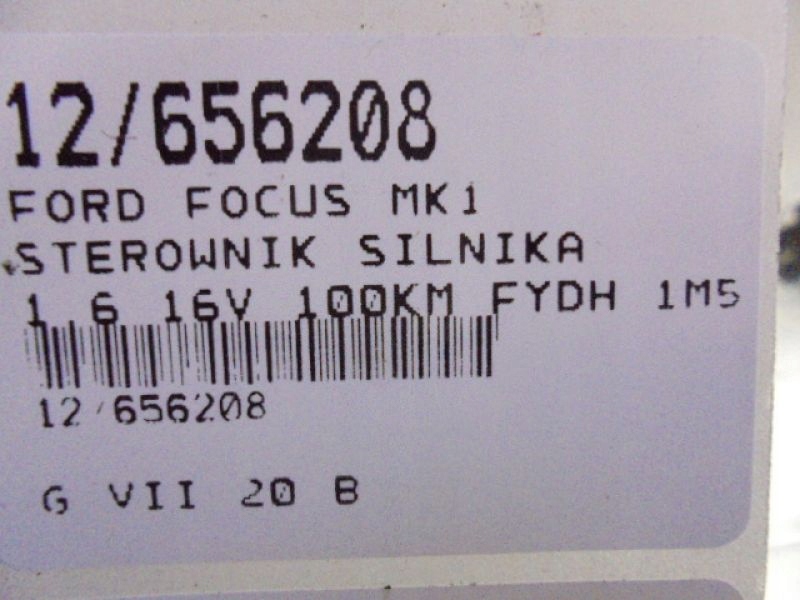 12/656208
FORD FOCUS MK1
STEROWNIK SILNIKA
1 6 16V 100KM FYDH 1M5
12/656208
G VII 20 B